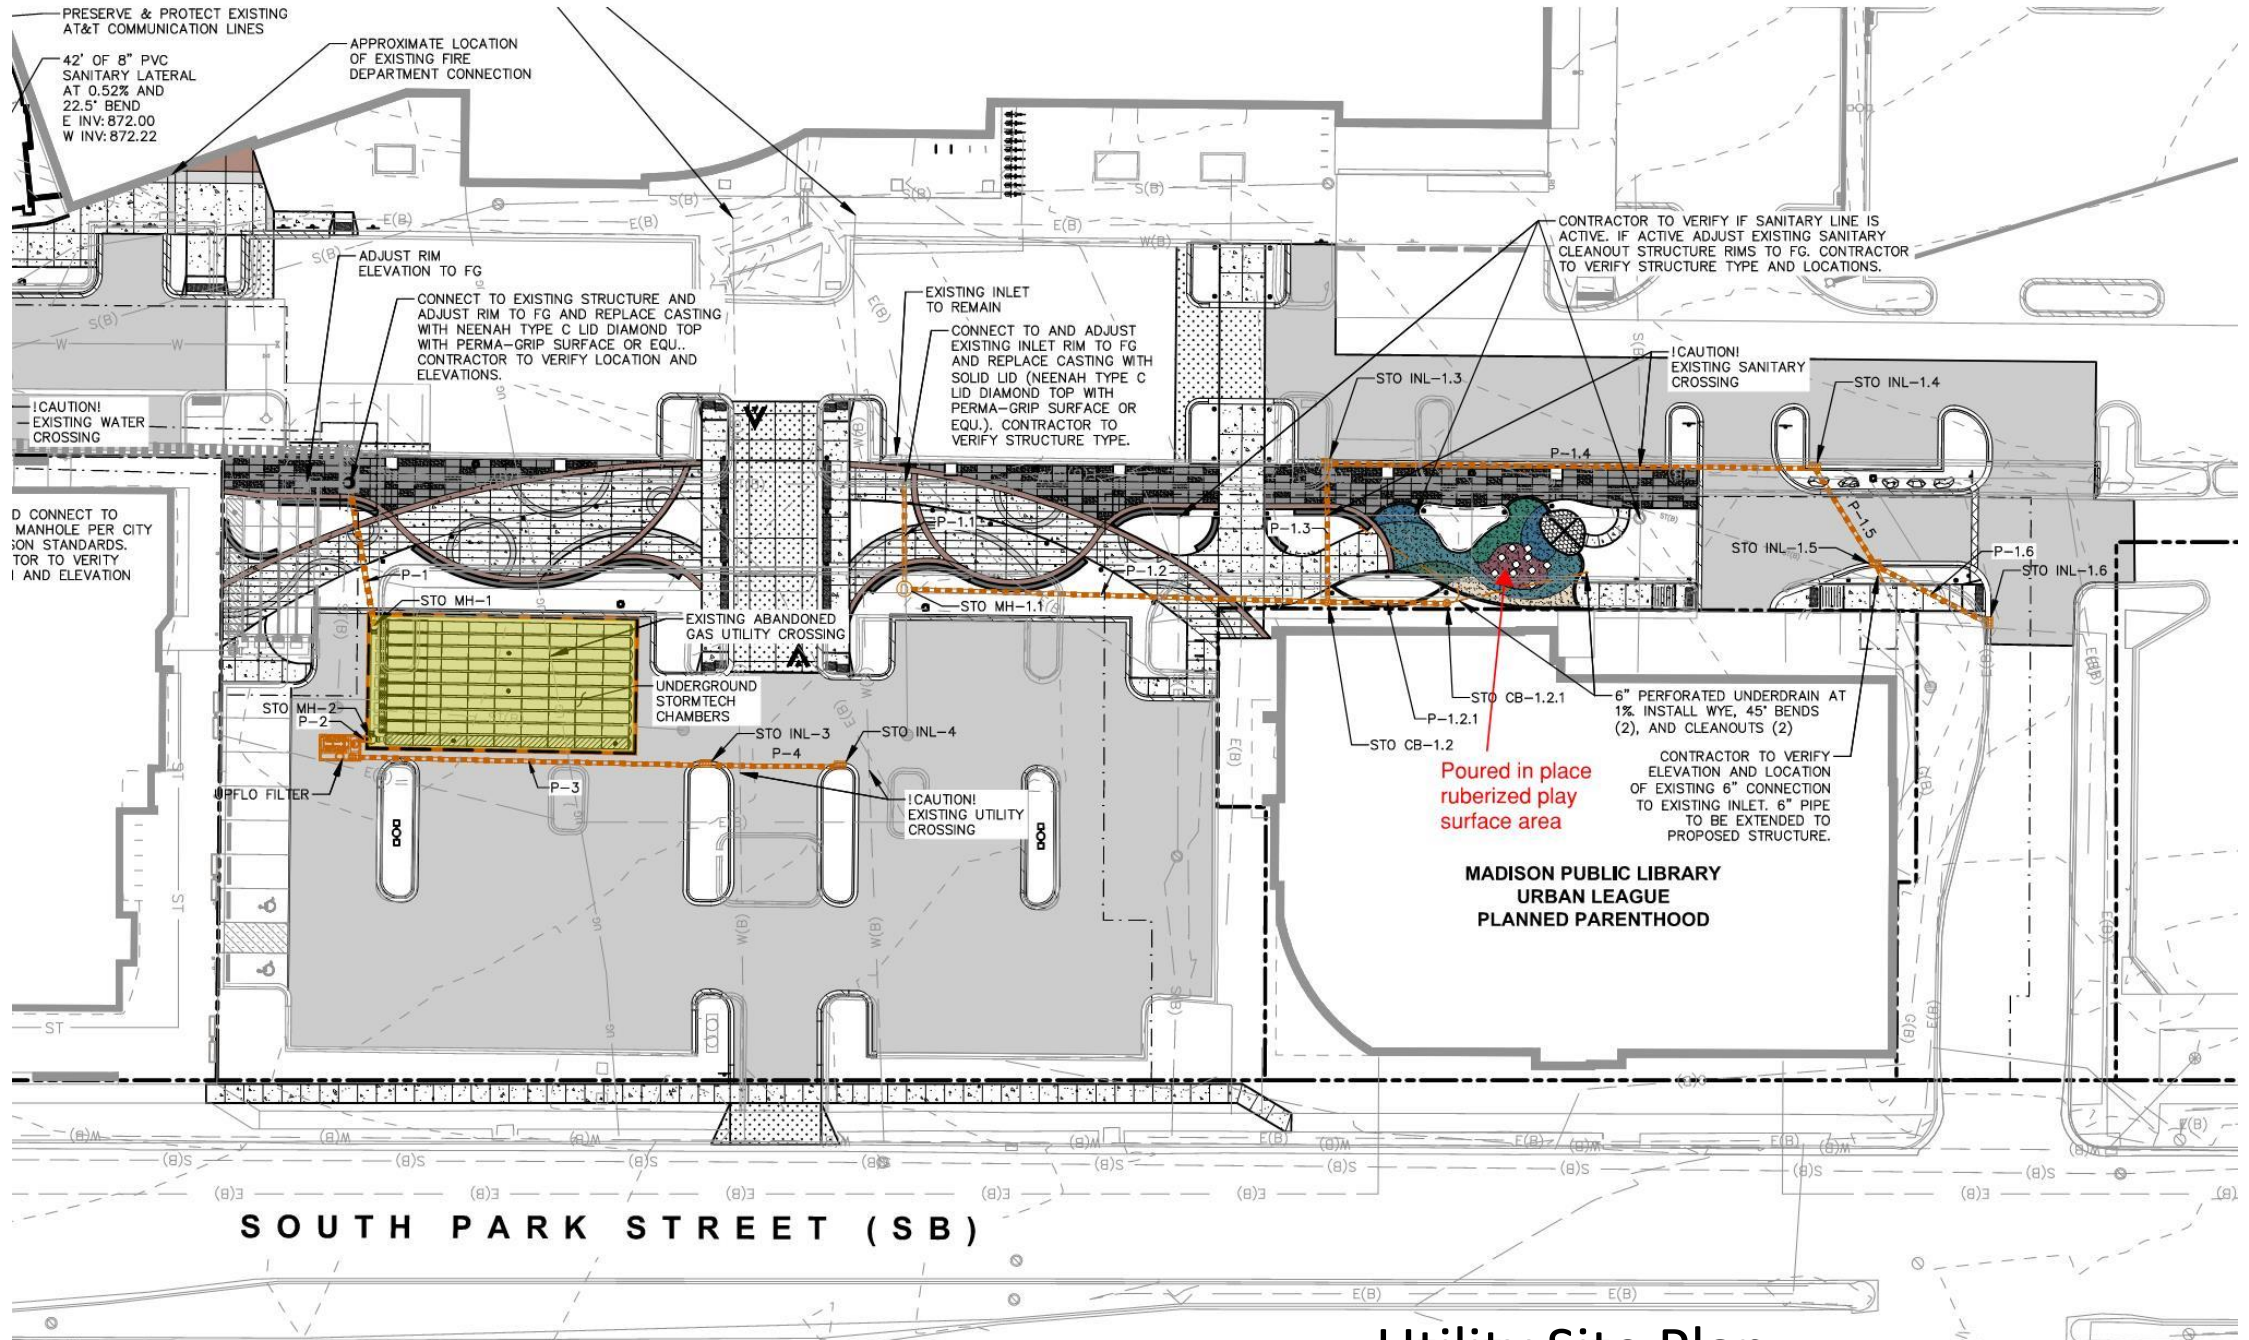 PRESERVE & PROTECT EXISTING
AT&T COMMUNICATION LINES
42' OF 8" PVC
SANITARY LATERAL
AT 0.52% AND
22.5° BEND
E INV: 872.00
W INV: 872.22
APPROXIMATE LOCATION
OF EXISTING FIRE
DEPARTMENT CONNECTION
ADJUST RIM
ELEVATION TO FG
CONNECT TO EXISTING STRUCTURE AND
ADJUST RIM TO FG AND REPLACE CASTING
WITH NEENAH TYPE C LID DIAMOND TOP
WITH PERMA-GRIP SURFACE OR EQU..
CONTRACTOR TO VERIFY LOCATION AND
ELEVATIONS.
EXISTING INLET
TO REMAIN
CONNECT TO AND ADJUST
EXISTING INLET RIM TO FG
AND REPLACE CASTING WITH
SOLID LID (NEENAH TYPE C
LID DIAMOND TOP WITH
PERMA-GRIP SURFACE OR
EQU.). CONTRACTOR TO
VERIFY STRUCTURE TYPE.
CONTRACTOR TO VERIFY IF SANITARY LINE IS
ACTIVE. IF ACTIVE ADJUST EXISTING SANITARY
CLEANOUT STRUCTURE RIMS TO FG. CONTRACTOR
TO VERIFY STRUCTURE TYPE AND LOCATIONS.
!CAUTION!
EXISTING SANITARY
CROSSING
STO INL-1.3
STO INL-1.4
!CAUTION!
EXISTING WATER
CROSSING
P-1.4
D CONNECT TO
MANHOLE PER CITY
SON STANDARDS.
TOR TO VERITY
AND ELEVATION
P-1.1
P-1.3
P-1.5
STO INL-1.5
P-1.6
STO INL-1.6
P-1
P-1.2
STO MH-1
STO MH-1.1
EXISTING ABANDONED
GAS UTILITY CROSSING
UNDERGROUND
STORMTECH
CHAMBERS
STO MH-2
P-2
STO INL-3
P-4
STO INL-4
UPFLO FILTER
P-3
!CAUTION!
EXISTING UTILITY
CROSSING
STO CB-1.2.1
P-1.2.1
STO CB-1.2
6" PERFORATED UNDERDRAIN AT
1%. INSTALL WYE, 45° BENDS
(2), AND CLEANOUTS (2)
Poured in place
ruberized play
surface area
CONTRACTOR TO VERIFY
ELEVATION AND LOCATION
OF EXISTING 6" CONNECTION
TO EXISTING INLET. 6" PIPE
TO BE EXTENDED TO
PROPOSED STRUCTURE.
MADISON PUBLIC LIBRARY
URBAN LEAGUE
PLANNED PARENTHOOD
SOUTH PARK STREET (SB)
Utility Site Plan